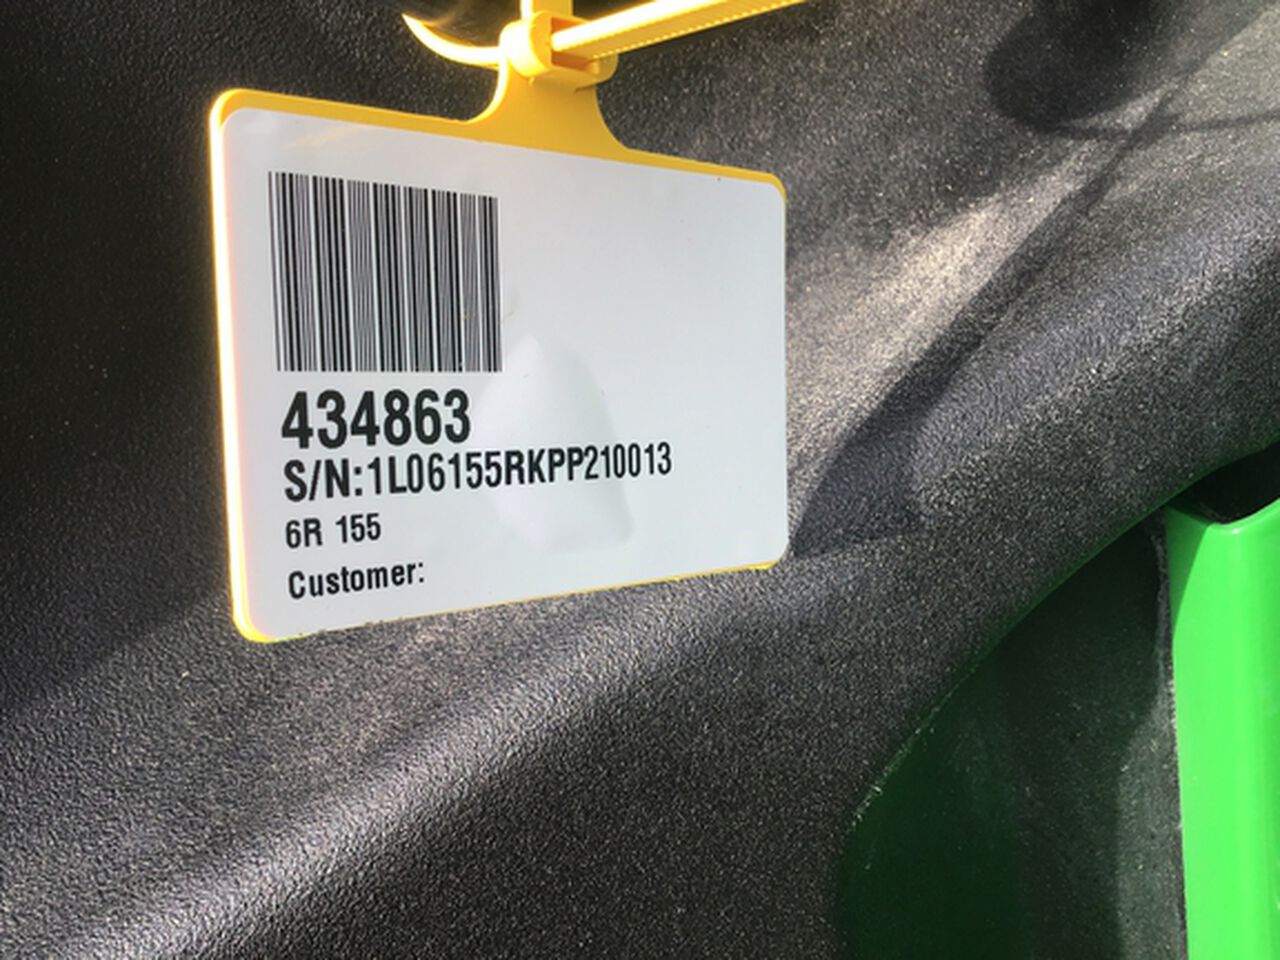 434863
S/N:1L06155RKPP210013
6R 155
Customer: